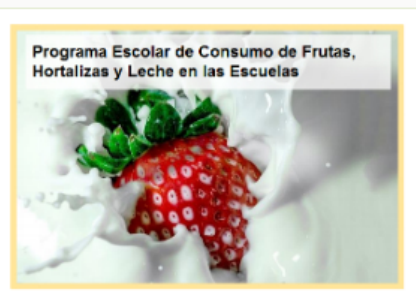 Programa Escolar de Consumo de Frutas,
Hortalizas y Leche en las Escuelas